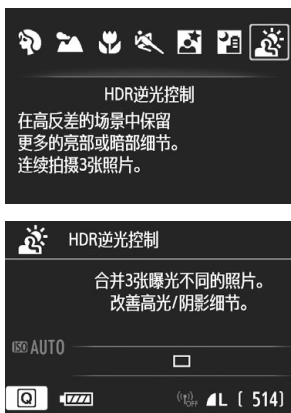 HDR逆光控制
在高反差的场景中保留
更多的亮部或暗部细节。
连续拍摄3张照片。
HDR逆光控制
合并3张曝光不同的照片。
改善高光/阴影细节。
ISO AUTO
Q OFF L [ 514]